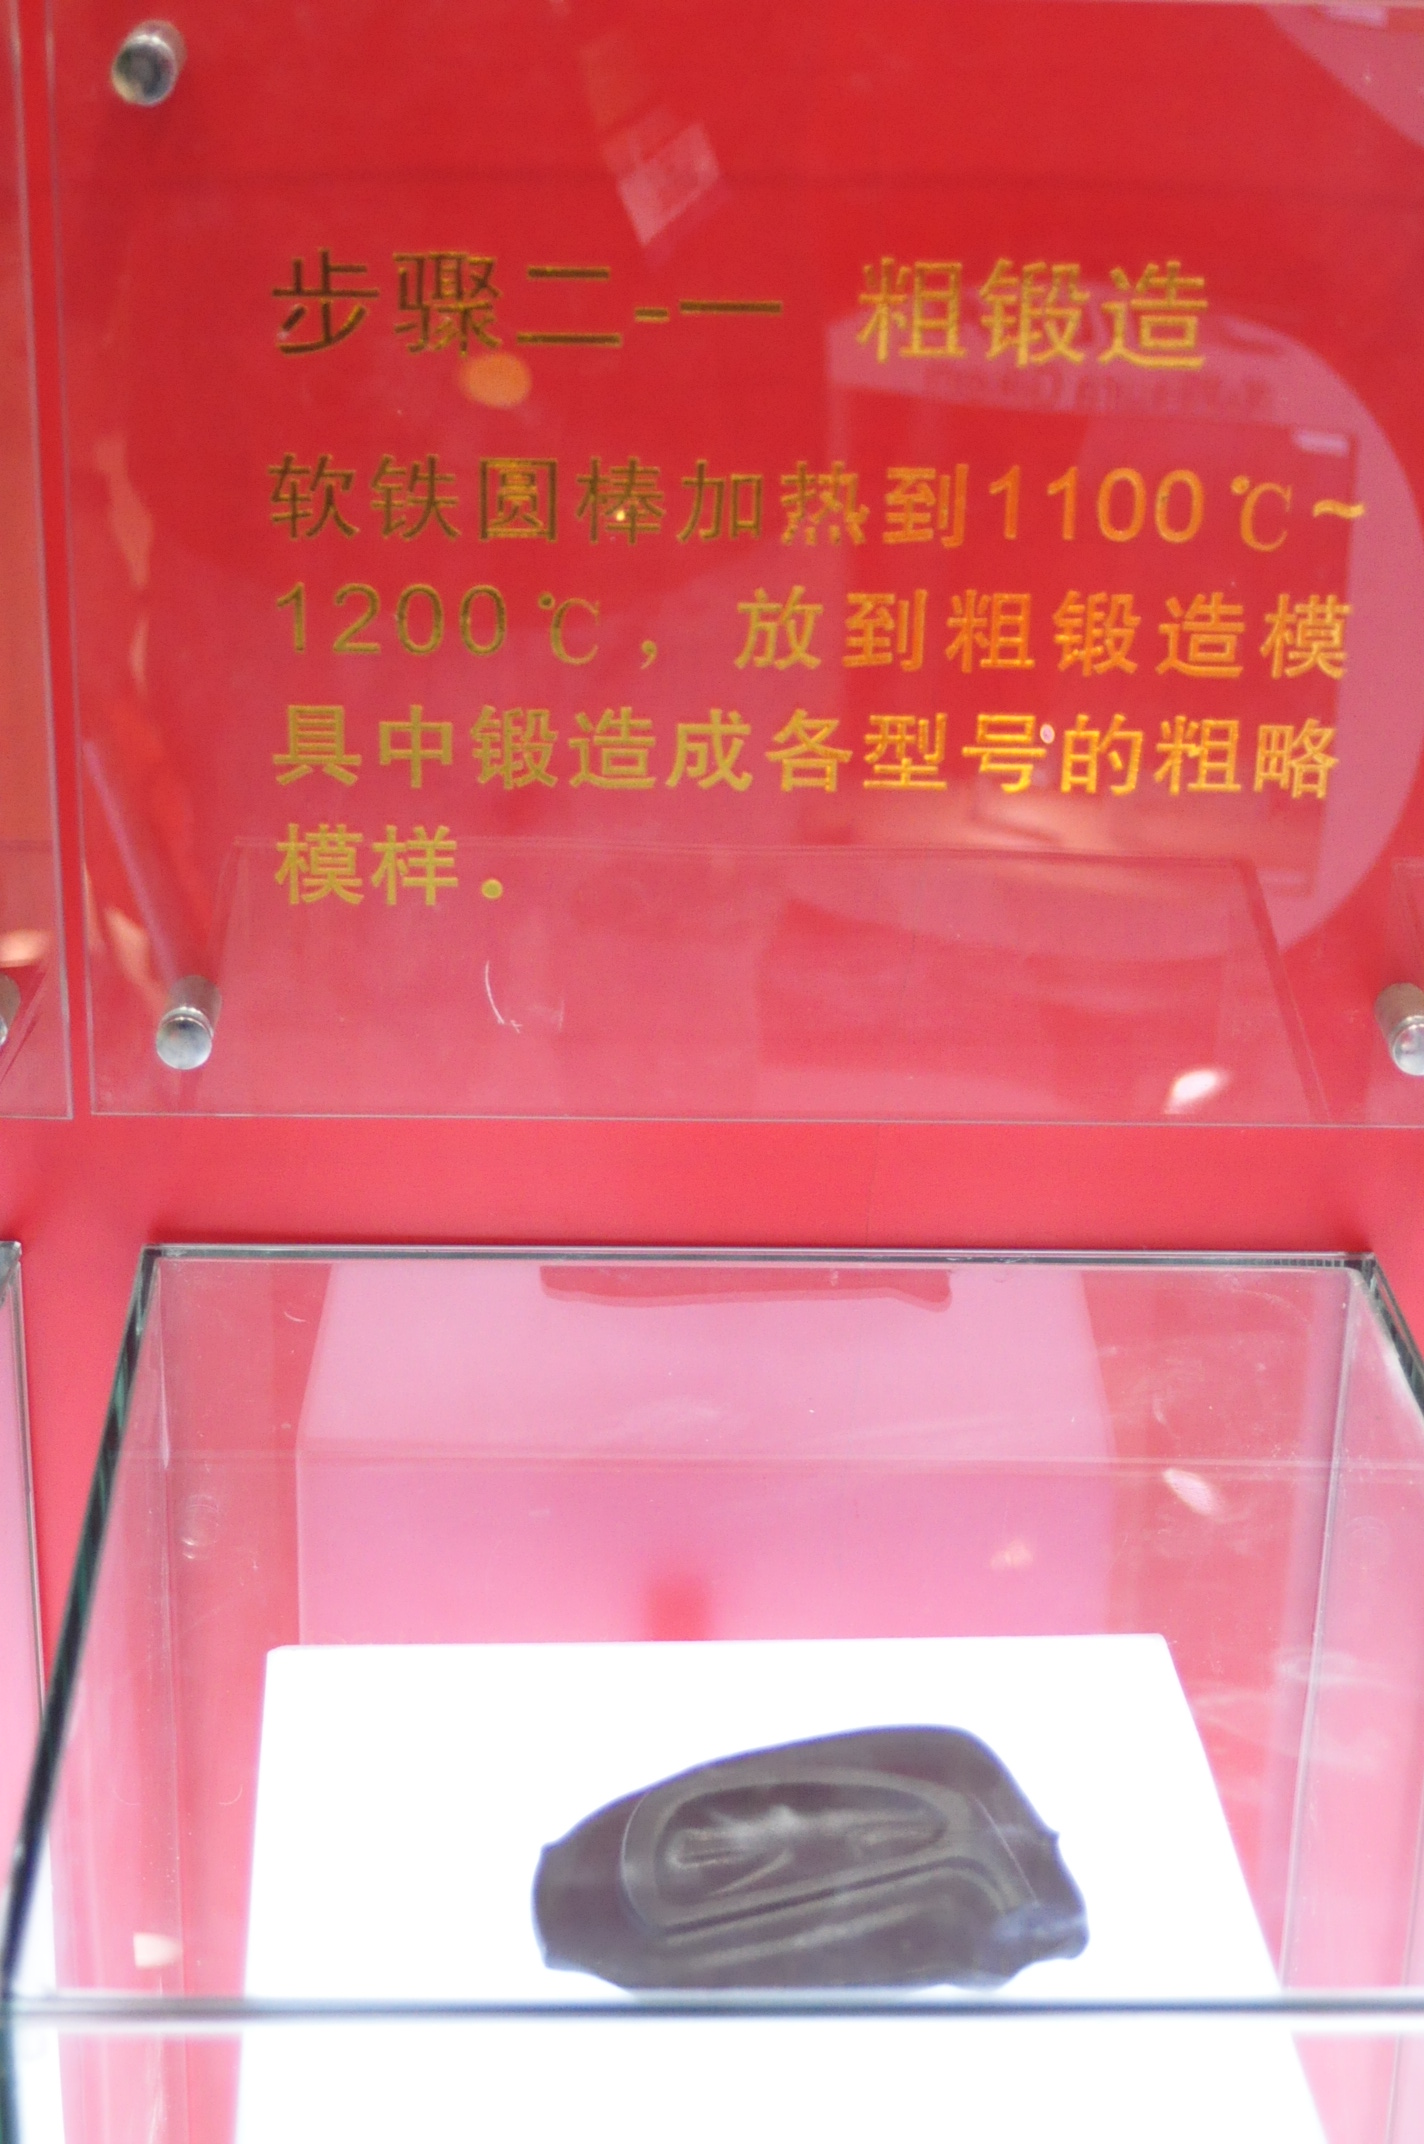 步骤二-一 粗锻造
软铁圆棒加热到1100℃~
1200℃，放到粗锻造模
具中锻造成各型号的粗略
模样.